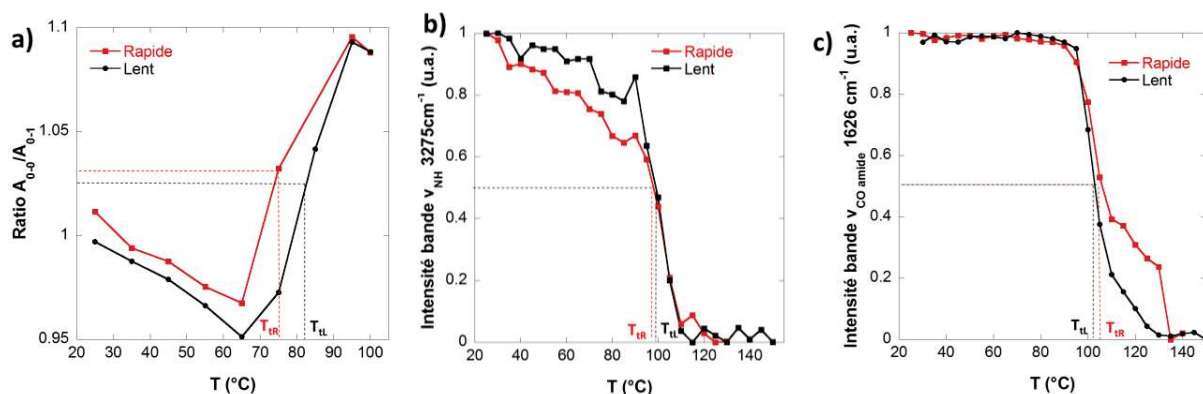 a)
Rapide
Lent
Ratio A0-0/A0-1
1.1
1.05
1
0.95
TtR
TtL
20 30 40 50 60 70 80 90 100
T (°C)
b)
Rapide
Lent
Intensité bande νNH 3275cm-1 (u.a.)
1
0.8
0.6
0.4
0.2
0
TtR
TtL
20 40 60 80 100 120 140
T (°C)
c)
Rapide
Lent
Intensité bande νCO amide 1626 cm-1 (u.a.)
1
0.8
0.6
0.4
0.2
0
TtL
TtR
20 40 60 80 100 120 140
T (°C)